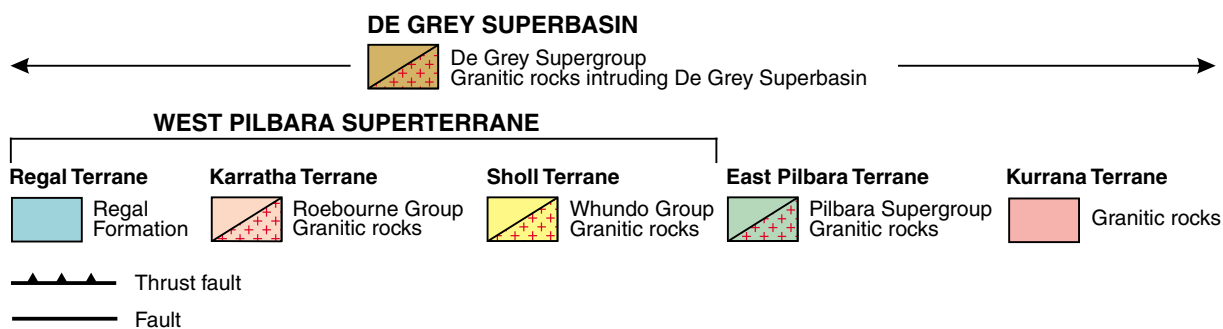 DE GREY SUPERBASIN
De Grey Supergroup
Granitic rocks intruding De Grey Superbasin
WEST PILBARA SUPERTERRANE
Regal Terrane
Regal
Formation
Karratha Terrane
Roebourne Group
Granitic rocks
Sholl Terrane
Whundo Group
Granitic rocks
East Pilbara Terrane
Pilbara Supergroup
Granitic rocks
Kurrana Terrane
Granitic rocks
Thrust fault
Fault